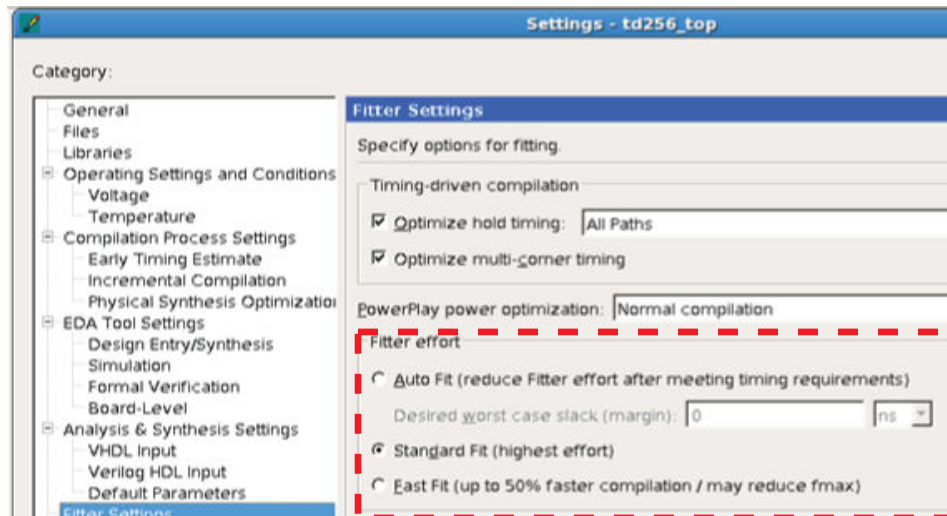 Settings - td256_top
Category:
General
Files
Libraries
Operating Settings and Conditions
Voltage
Temperature
Compilation Process Settings
Early Timing Estimate
Incremental Compilation
Physical Synthesis Optimization
EDA Tool Settings
Design Entry/Synthesis
Simulation
Formal Verification
Board-Level
Analysis & Synthesis Settings
VHDL Input
Verilog HDL Input
Default Parameters
Fitter Settings
Fitter Settings
Specify options for fitting.
Timing-driven compilation
Optimize hold timing: All Paths
Optimize multi-corner timing
PowerPlay power optimization: Normal compilation
Fitter effort
Auto Fit (reduce Fitter effort after meeting timing requirements)
Desired worst case slack (margin): 0 ns
Standard Fit (highest effort)
Fast Fit (up to 50% faster compilation / may reduce fmax)